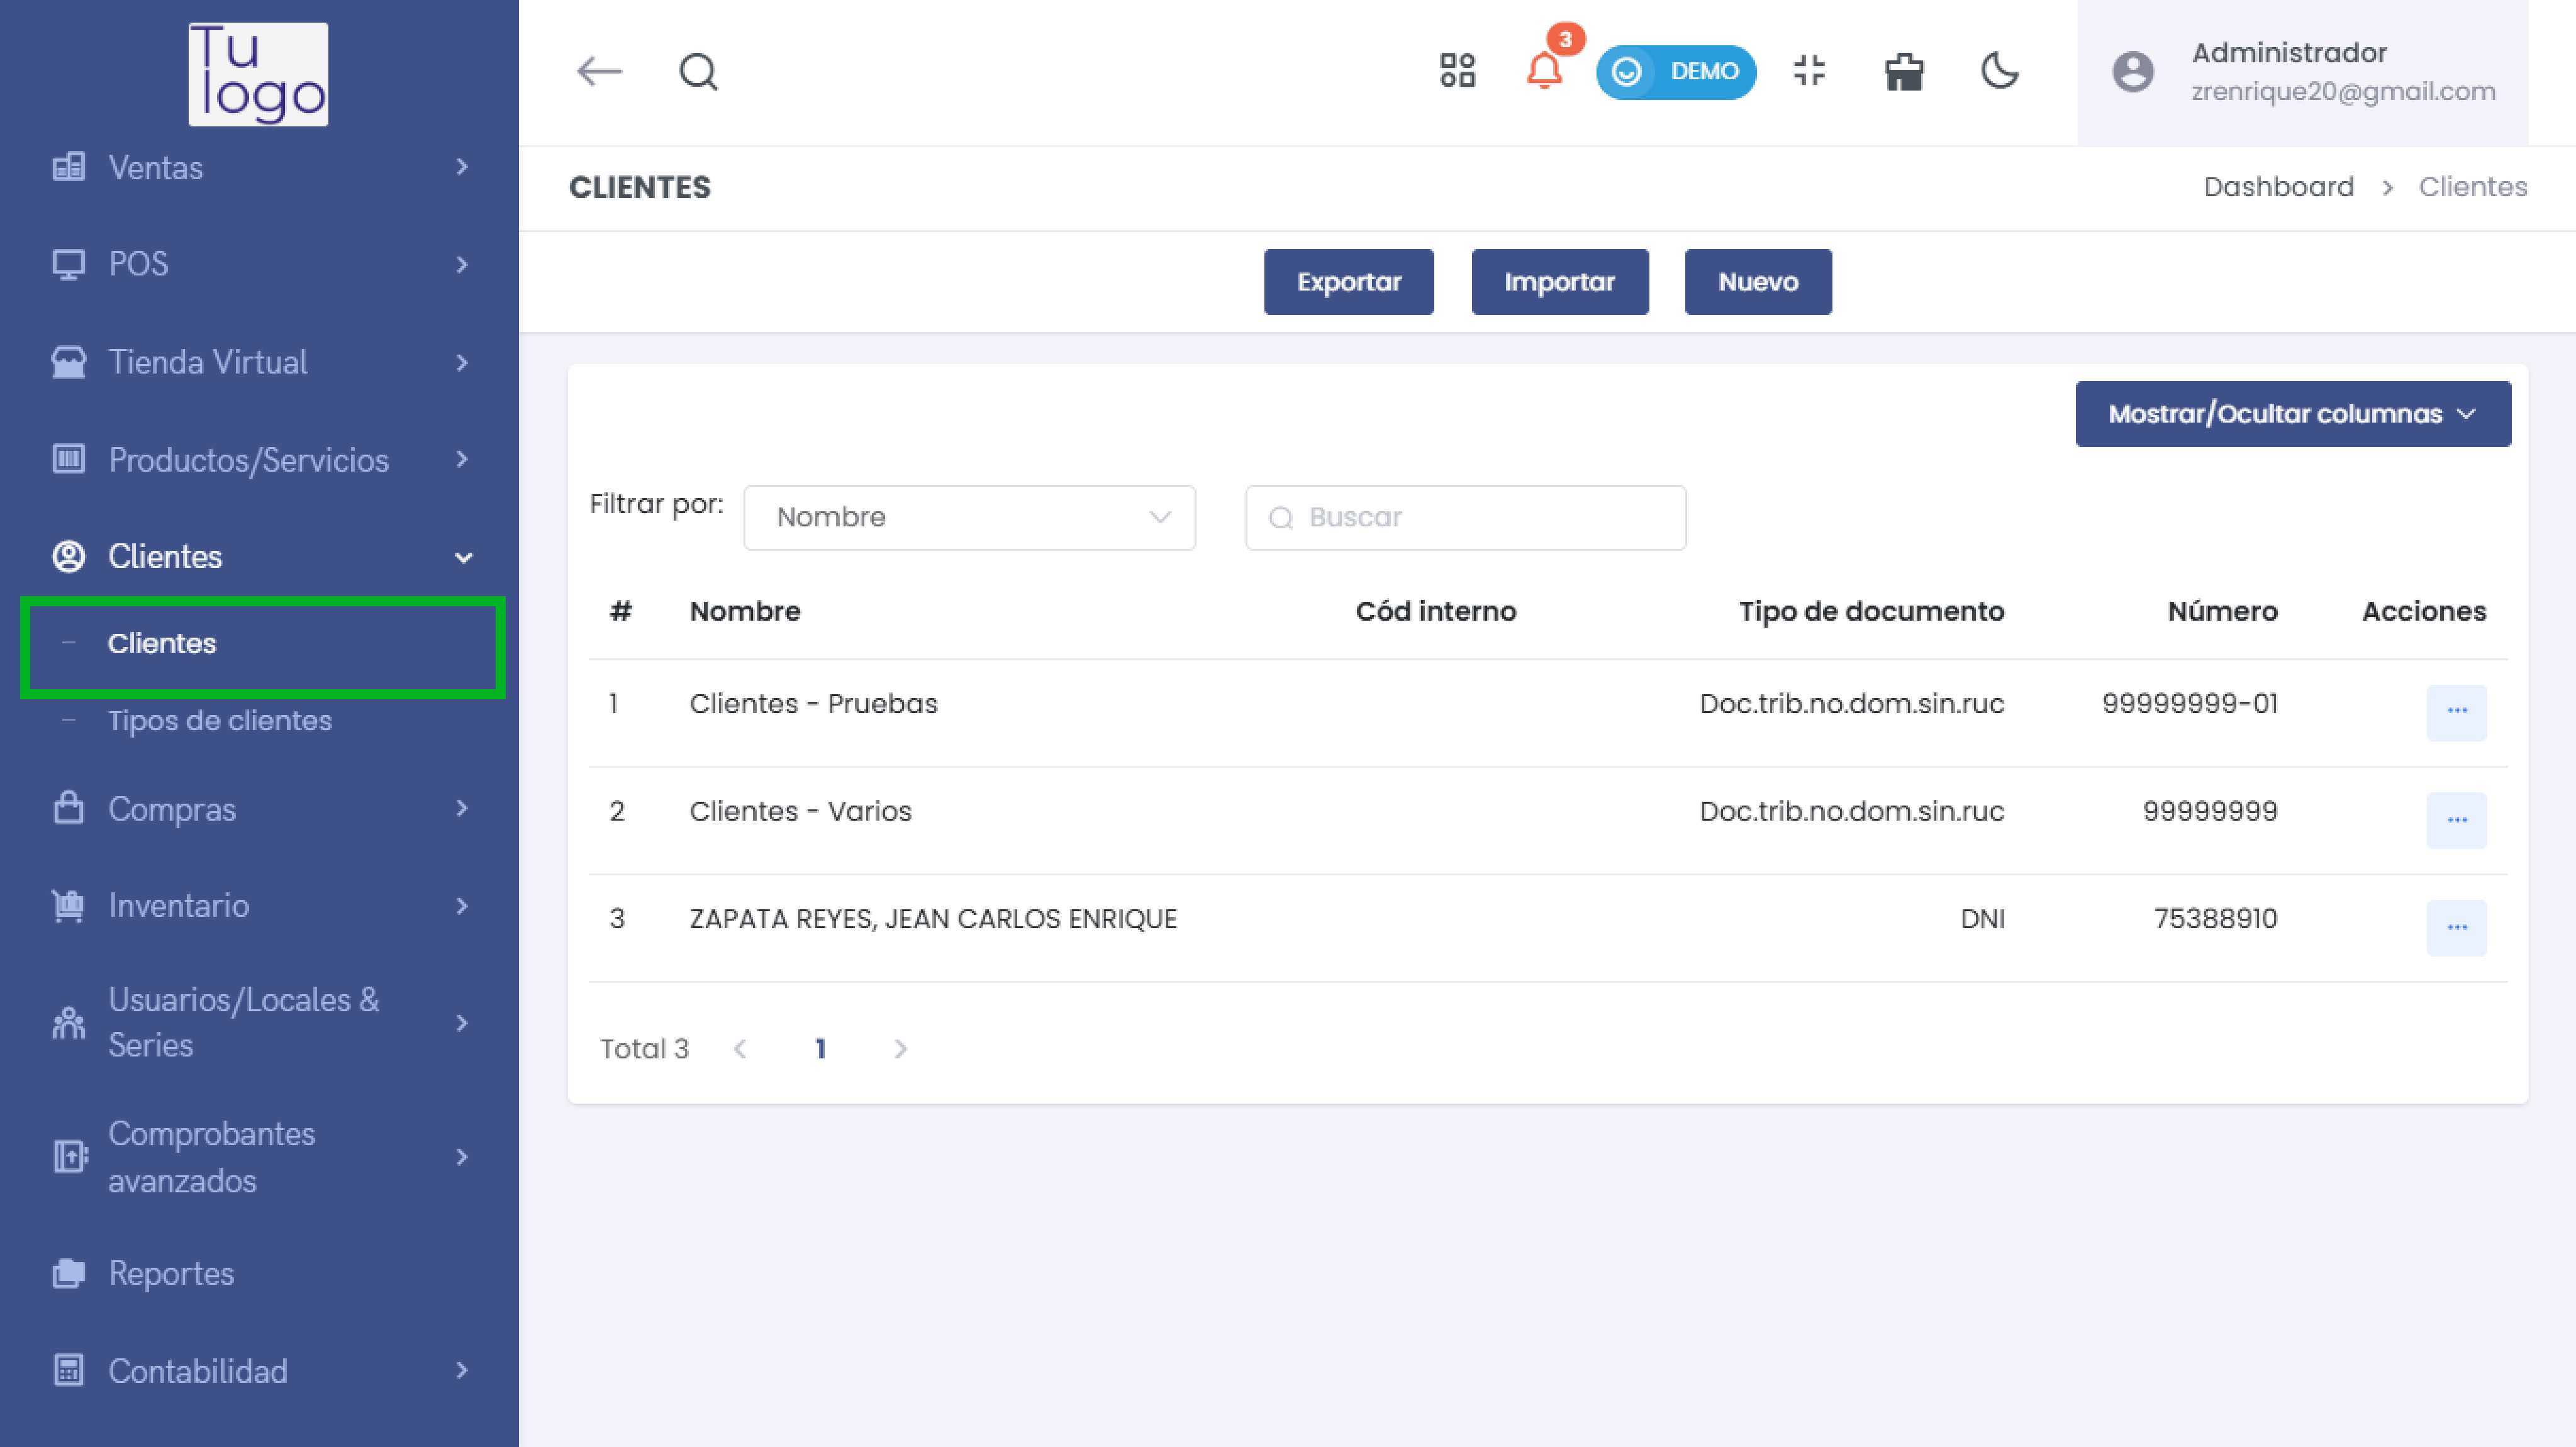 Tu
logo
Ventas
POS
Tienda Virtual
Productos/Servicios
Clientes
Clientes
Tipos de clientes
Compras
Inventario
Usuarios/Locales &
Series
Comprobantes
avanzados
Reportes
Contabilidad
3
DEMO
Administrador
zrenrique20@gmail.com
CLIENTES
Dashboard > Clientes
Exportar Importar Nuevo
Mostrar/Ocultar columnas
Filtrar por: Nombre Buscar
# Nombre Cód interno Tipo de documento Número Acciones
1 Clientes - Pruebas Doc.trib.no.dom.sin.ruc 99999999-01 ...
2 Clientes - Varios Doc.trib.no.dom.sin.ruc 99999999 ...
3 ZAPATA REYES, JEAN CARLOS ENRIQUE DNI 75388910 ...
Total 3 < 1 >